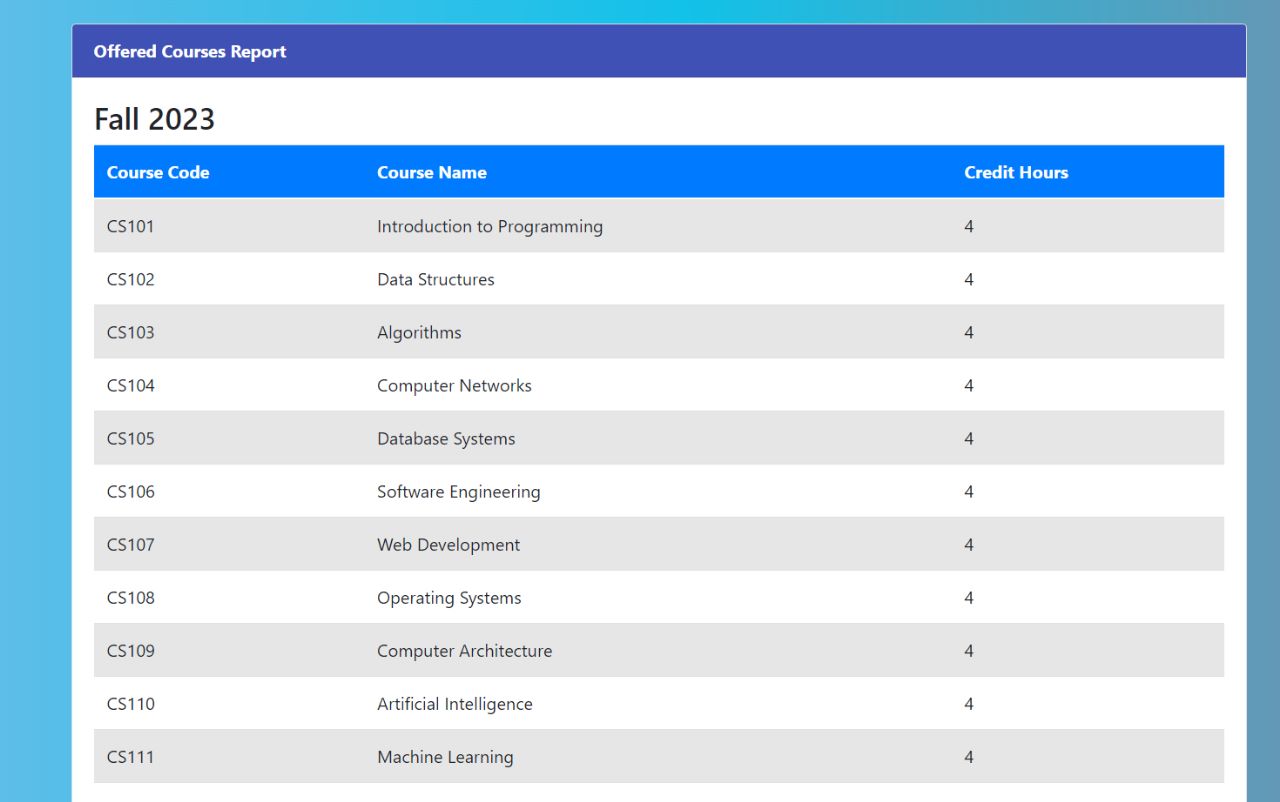 Offered Courses Report
Fall 2023
Course Code Course Name Credit Hours
CS101 Introduction to Programming 4
CS102 Data Structures 4
CS103 Algorithms 4
CS104 Computer Networks 4
CS105 Database Systems 4
CS106 Software Engineering 4
CS107 Web Development 4
CS108 Operating Systems 4
CS109 Computer Architecture 4
CS110 Artificial Intelligence 4
CS111 Machine Learning 4